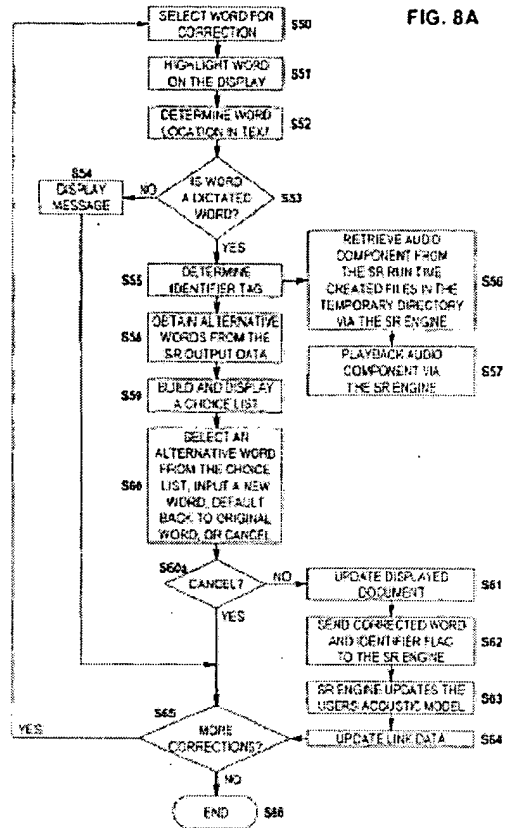 FIG. 8A
SELECT WORD FOR
CORRECTION
S50
HIGHLIGHT WORD
ON THE DISPLAY
S51
DETERMINE WORD
LOCATION IN TEXT
S52
IS WORD
A DICTATED
WORD?
S53
NO
S54
DISPLAY
MESSAGE
YES
S55
DETERMINE
IDENTIFIER TAG
RETRIEVE AUDIO
COMPONENT FROM
THE SR RUN TIME
CREATED FILES IN THE
TEMPORARY DIRECTORY
VIA THE SR ENGINE
S56
PLAYBACK AUDIO
COMPONENT VIA
THE SR ENGINE
S57
S58
OBTAIN ALTERNATIVE
WORDS FROM THE
SR OUTPUT DATA
S59
BUILD AND DISPLAY
A CHOICE LIST
S60
SELECT AN
ALTERNATIVE WORD
FROM THE CHOICE
LIST, INPUT A NEW
WORD, DEFAULT
BACK TO ORIGINAL
WORD, OR CANCEL
S60a
CANCEL?
NO
YES
UPDATE DISPLAYED
DOCUMENT
S61
SEND CORRECTED WORD
AND IDENTIFIER FLAG
TO THE SR ENGINE
S62
SR ENGINE UPDATES THE
USERS ACOUSTIC MODEL
S63
UPDATE LINK DATA
S64
S65
MORE
CORRECTIONS?
YES
NO
END
S66